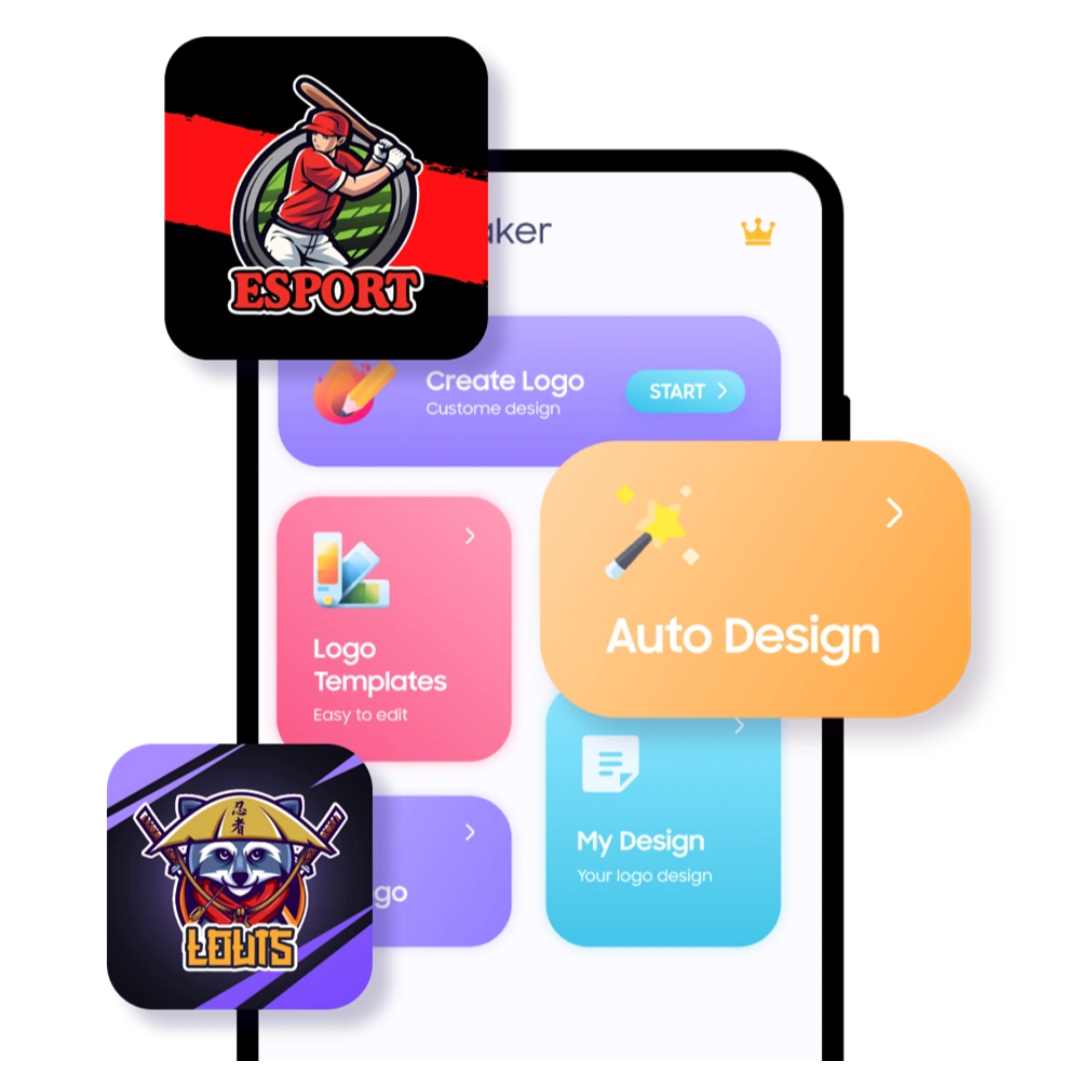 ESPORT
aker
Create Logo
Custome design
START
Auto Design
Logo
Templates
Easy to edit
My Design
Your logo design
忍
者
go
LOUIS